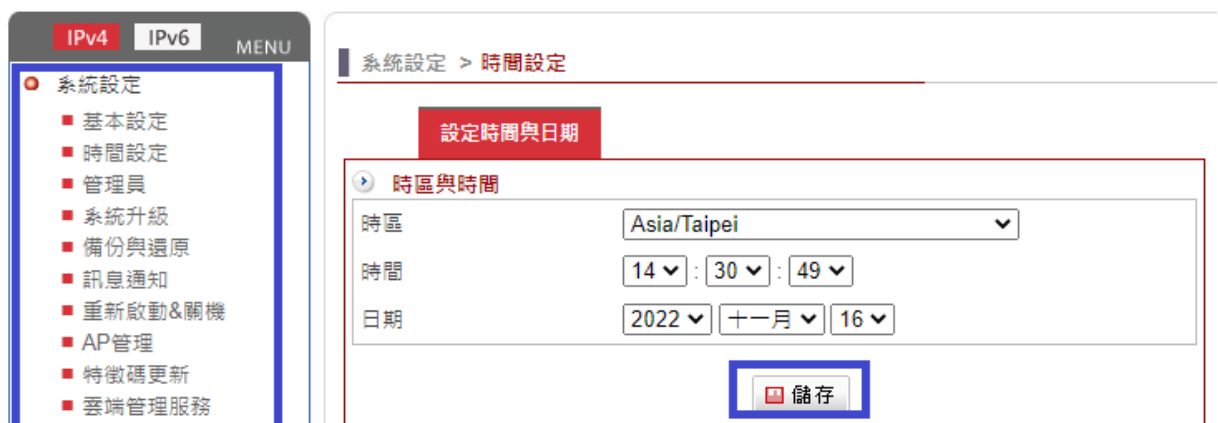 IPv4 IPv6 MENU
系統設定
基本設定
時間設定
管理員
系統升級
備份與還原
訊息通知
重新啟動&關機
AP管理
特徵碼更新
雲端管理服務
系統設定 > 時間設定
設定時間與日期
時區與時間
時區 Asia/Taipei
時間 14 : 30 : 49
日期 2022 十一月 16
儲存